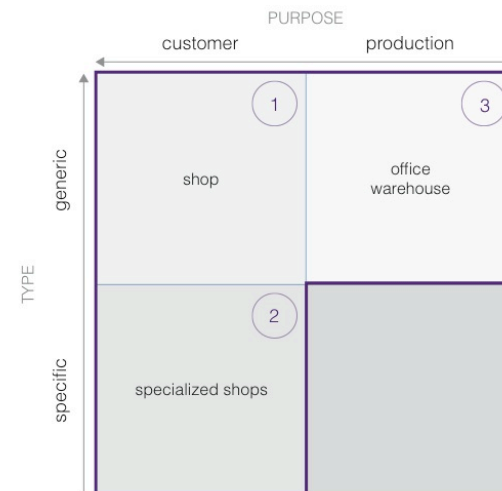 PURPOSE
customer production
1
3
generic
shop
office
warehouse
TYPE
2
specific
specialized shops